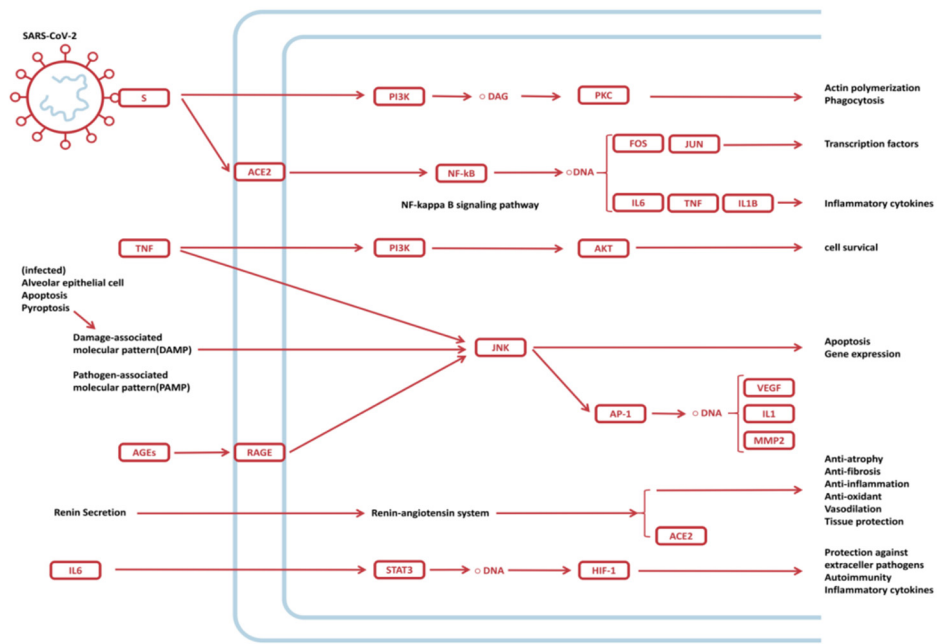 SARS-CoV-2
S
PI3K
DAG
PKC
Actin polymerization
Phagocytosis
ACE2
NF-kB
DNA
FOS
JUN
Transcription factors
IL6
TNF
IL1B
Inflammatory cytokines
NF-kappa B signaling pathway
TNF
PI3K
AKT
cell survical
(infected)
Alveolar epithelial cell
Apoptosis
Pyroptosis
Damage-associated
molecular pattern(DAMP)
Pathogen-associated
molecular pattern(PAMP)
JNK
Apoptosis
Gene expression
AP-1
DNA
VEGF
IL1
MMP2
AGEs
RAGE
Renin Secretion
Renin-angiotensin system
ACE2
Anti-atrophy
Anti-fibrosis
Anti-inflammation
Anti-oxidant
Vasodilation
Tissue protection
IL6
STAT3
DNA
HIF-1
Protection against
extraceller pathogens
Autoimmunity
Inflammatory cytokines